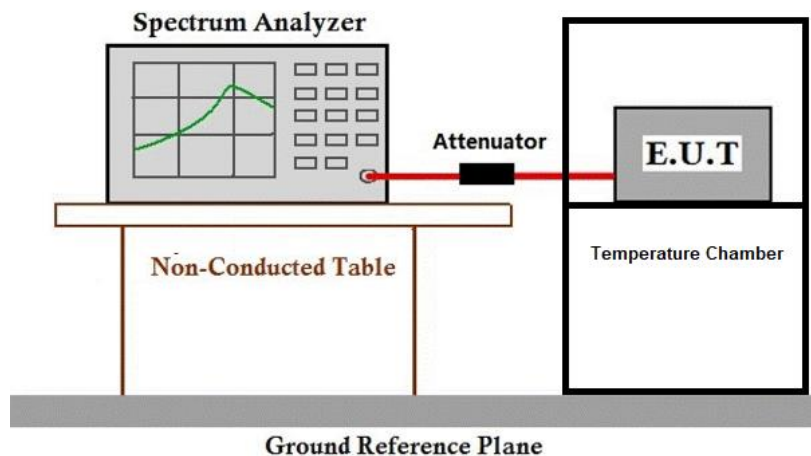 Spectrum Analyzer
Attenuator
E.U.T
Temperature Chamber
Non-Conducted Table
Ground Reference Plane